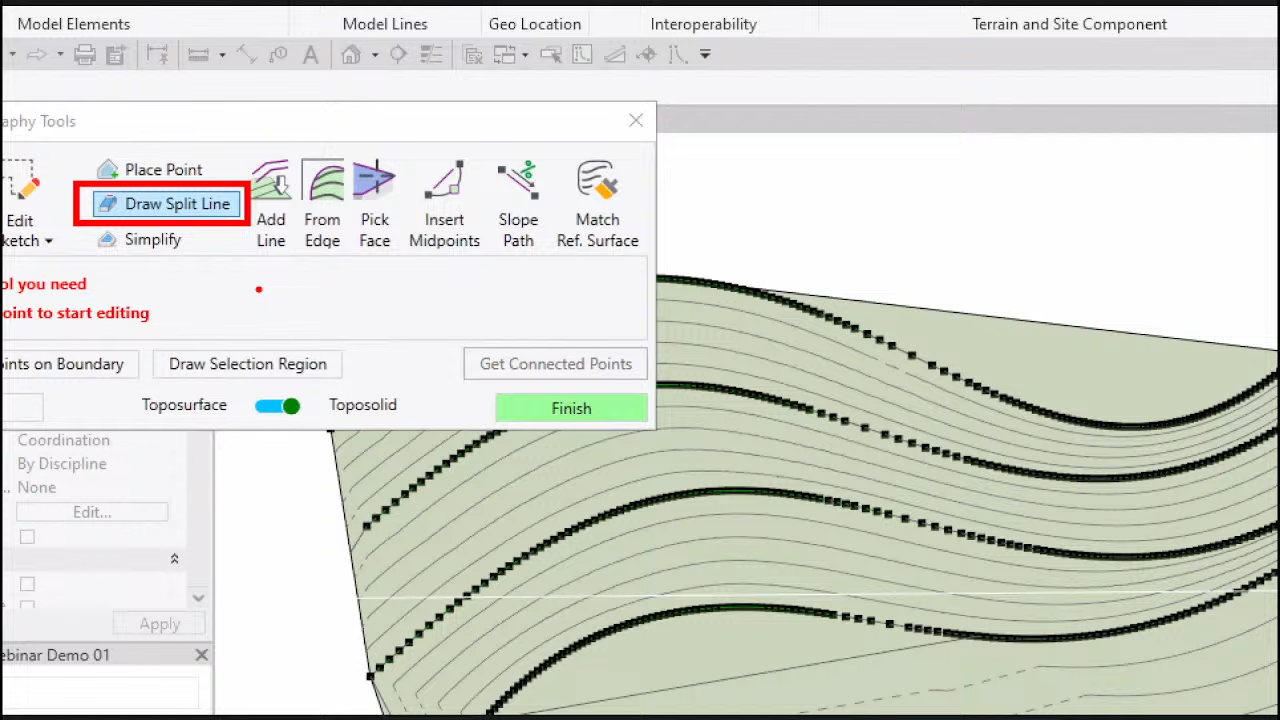 Model Elements
Model Lines
Geo Location
Interoperability
Terrain and Site Component
aphy Tools
Edit
ketch
Place Point
Draw Split Line
Simplify
Add
Line
From
Edge
Pick
Face
Insert
Midpoints
Slope
Path
Match
Ref. Surface
ol you need
oint to start editing
ints on Boundary
Draw Selection Region
Get Connected Points
Toposurface
Toposolid
Finish
Coordination
By Discipline
.. None
Edit...
Apply
ebinar Demo 01